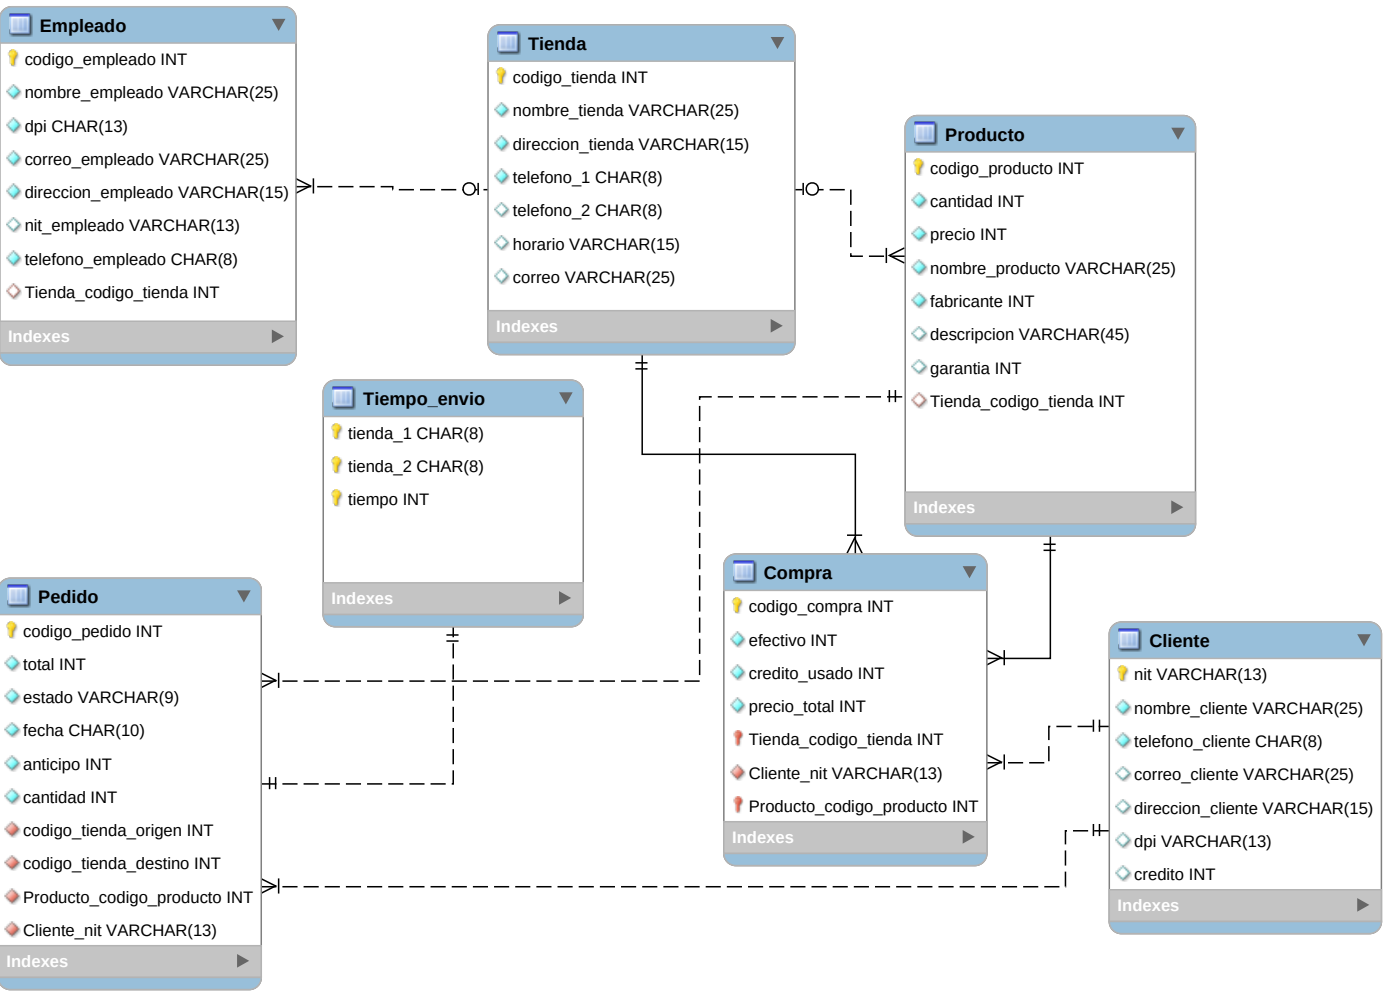 Empleado
codigo_empleado INT
nombre_empleado VARCHAR(25)
dpi CHAR(13)
correo_empleado VARCHAR(25)
direccion_empleado VARCHAR(15)
nit_empleado VARCHAR(13)
telefono_empleado CHAR(8)
Tienda_codigo_tienda INT
Indexes
Tienda
codigo_tienda INT
nombre_tienda VARCHAR(25)
direccion_tienda VARCHAR(15)
telefono_1 CHAR(8)
telefono_2 CHAR(8)
horario VARCHAR(15)
correo VARCHAR(25)
Indexes
Producto
codigo_producto INT
cantidad INT
precio INT
nombre_producto VARCHAR(25)
fabricante INT
descripcion VARCHAR(45)
garantia INT
Tienda_codigo_tienda INT
Indexes
Tiempo_envio
tienda_1 CHAR(8)
tienda_2 CHAR(8)
tiempo INT
Indexes
Pedido
codigo_pedido INT
total INT
estado VARCHAR(9)
fecha CHAR(10)
anticipo INT
cantidad INT
codigo_tienda_origen INT
codigo_tienda_destino INT
Producto_codigo_producto INT
Cliente_nit VARCHAR(13)
Indexes
Compra
codigo_compra INT
efectivo INT
credito_usado INT
precio_total INT
Tienda_codigo_tienda INT
Cliente_nit VARCHAR(13)
Producto_codigo_producto INT
Indexes
Cliente
nit VARCHAR(13)
nombre_cliente VARCHAR(25)
telefono_cliente CHAR(8)
correo_cliente VARCHAR(25)
direccion_cliente VARCHAR(15)
dpi VARCHAR(13)
credito INT
Indexes